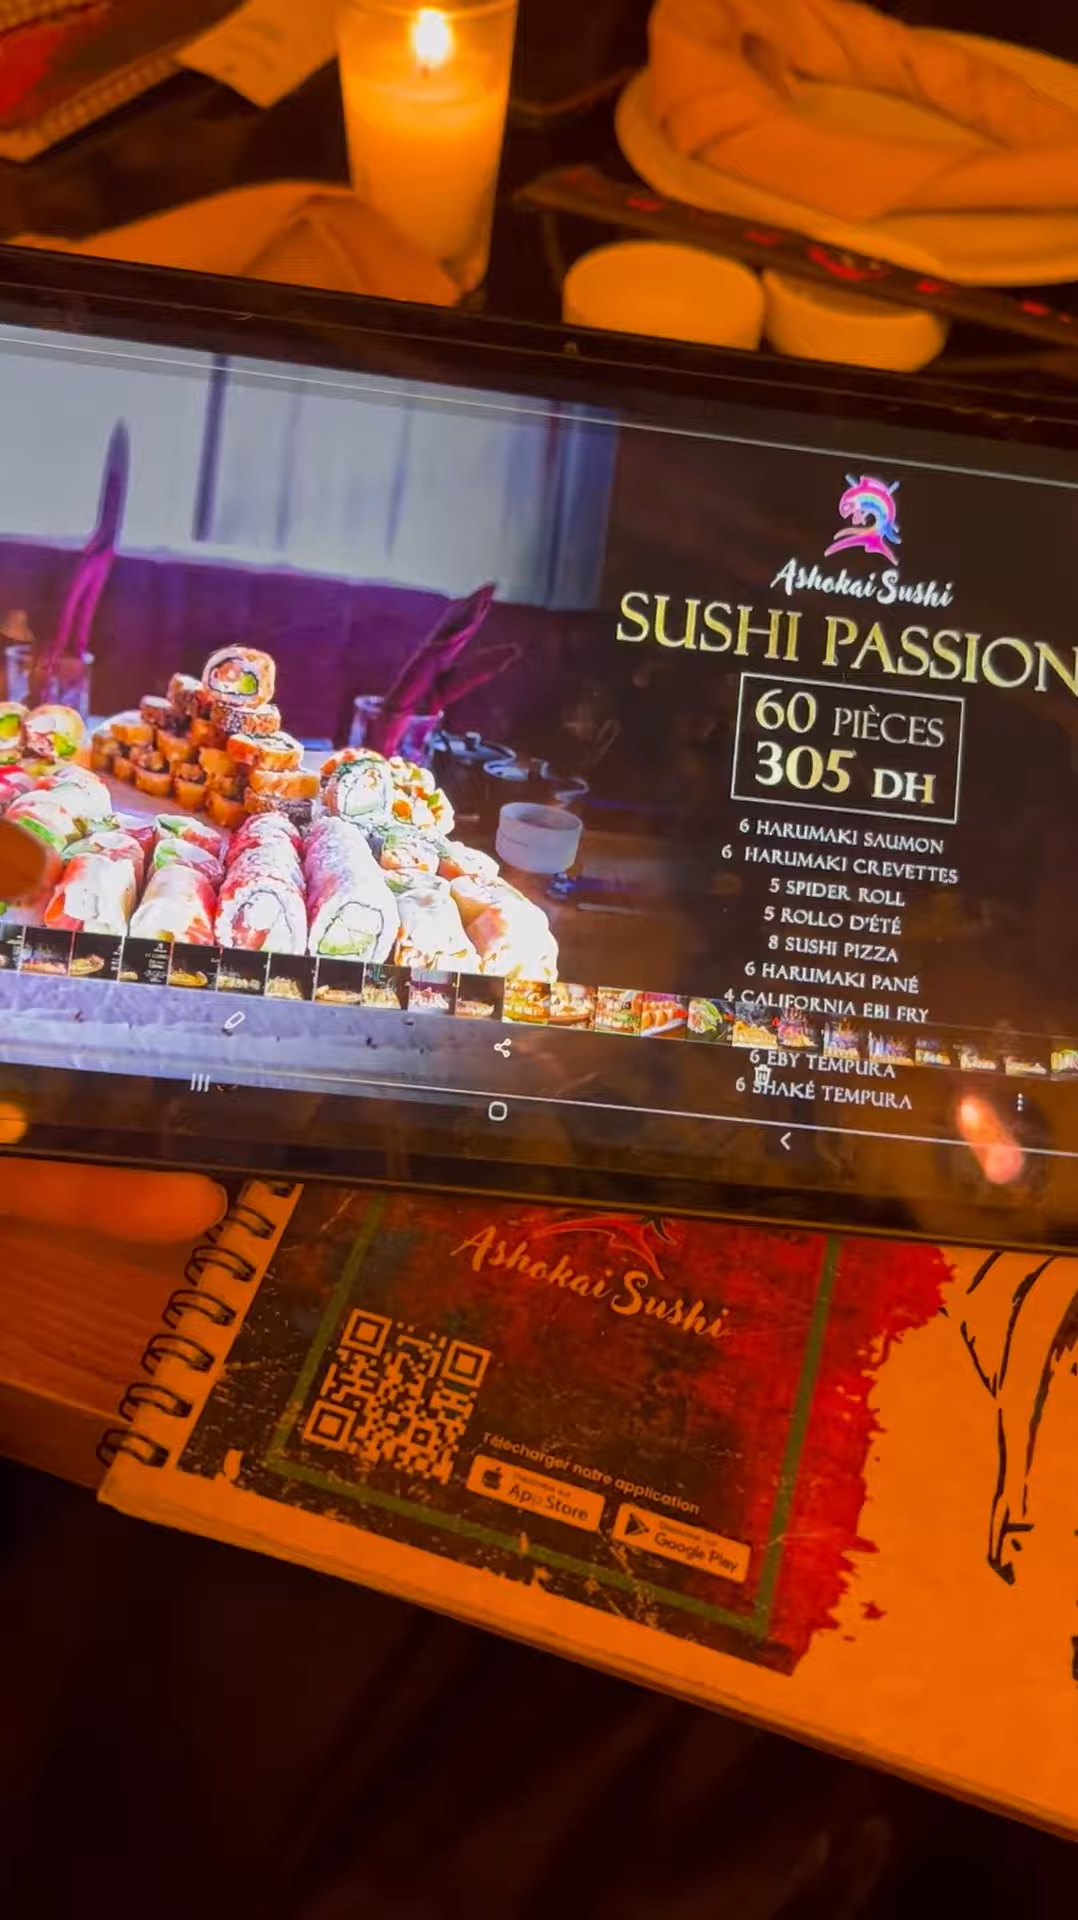 Ashokai Sushi
SUSHI PASSION
60 PIÈCES
305 DH
6 HARUMAKI SAUMON
6 HARUMAKI CREVETTES
5 SPIDER ROLL
5 ROLLO D'ÉTÉ
8 SUSHI PIZZA
6 HARUMAKI PANÉ
4 CALIFORNIA EBI FRY
6 EBY TEMPURA
6 SHAKÉ TEMPURA
Ashokai Sushi
Télécharger notre application
App Store
Google Play